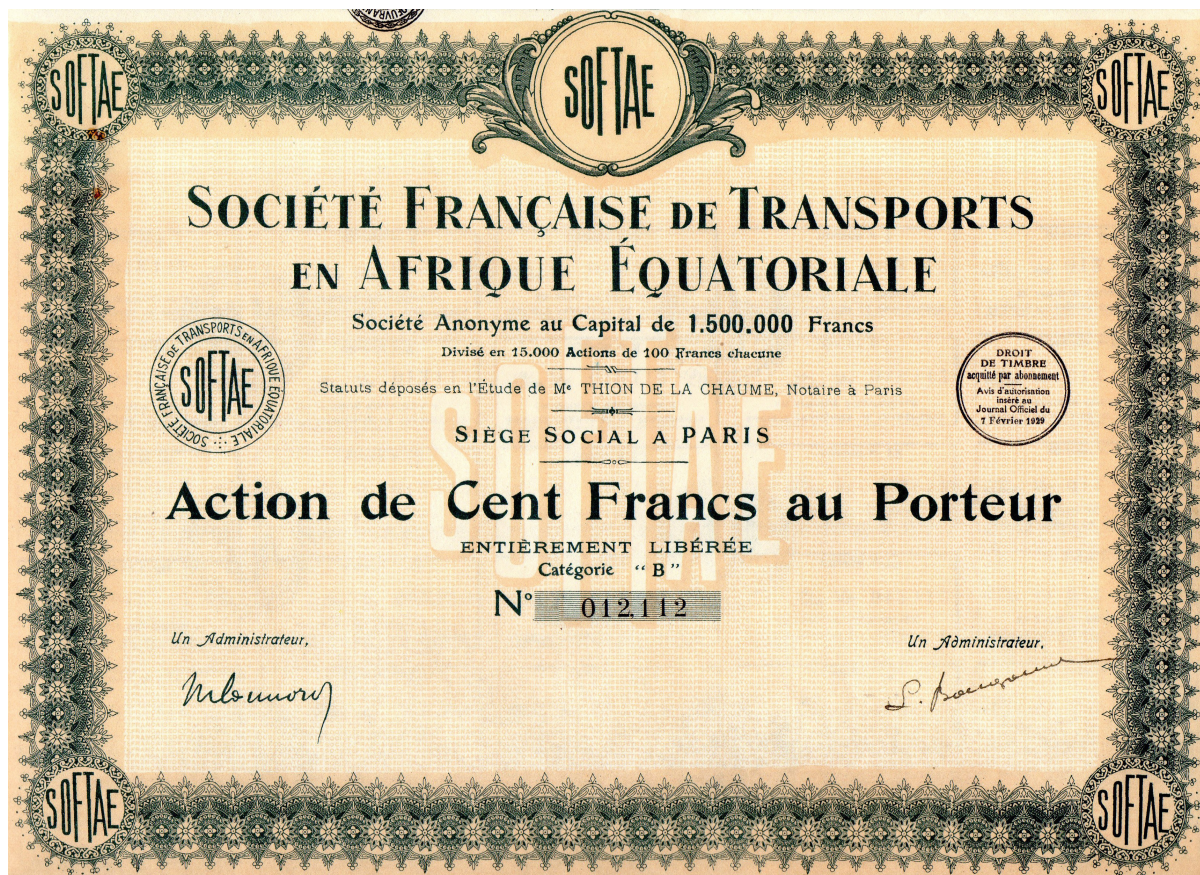 SOFTAE
SOFTAE
SOFTAE
SOCIÉTÉ FRANÇAISE DE TRANSPORTS
EN AFRIQUE ÉQUATORIALE
Société Anonyme au Capital de 1.500.000 Francs
Divisé en 15.000 Actions de 100 Francs chacune
Statuts déposés en l'Étude de Me THION DE LA CHAUME, Notaire à Paris
SIÈGE SOCIAL A PARIS
SOCIÉTÉ FRANÇAISE DE TRANSPORTS EN AFRIQUE ÉQUATORIALE
SOFTAE
DROIT
DE TIMBRE
acquitté par abonnement
Avis d'autorisation
inséré au
Journal Officiel du
7 Février 1929
SOFTAE
Action de Cent Francs au Porteur
ENTIÈREMENT LIBÉRÉE
Catégorie "B"
No 012,112
Un Administrateur,
Un Administrateur,
SOFTAE
SOFTAE